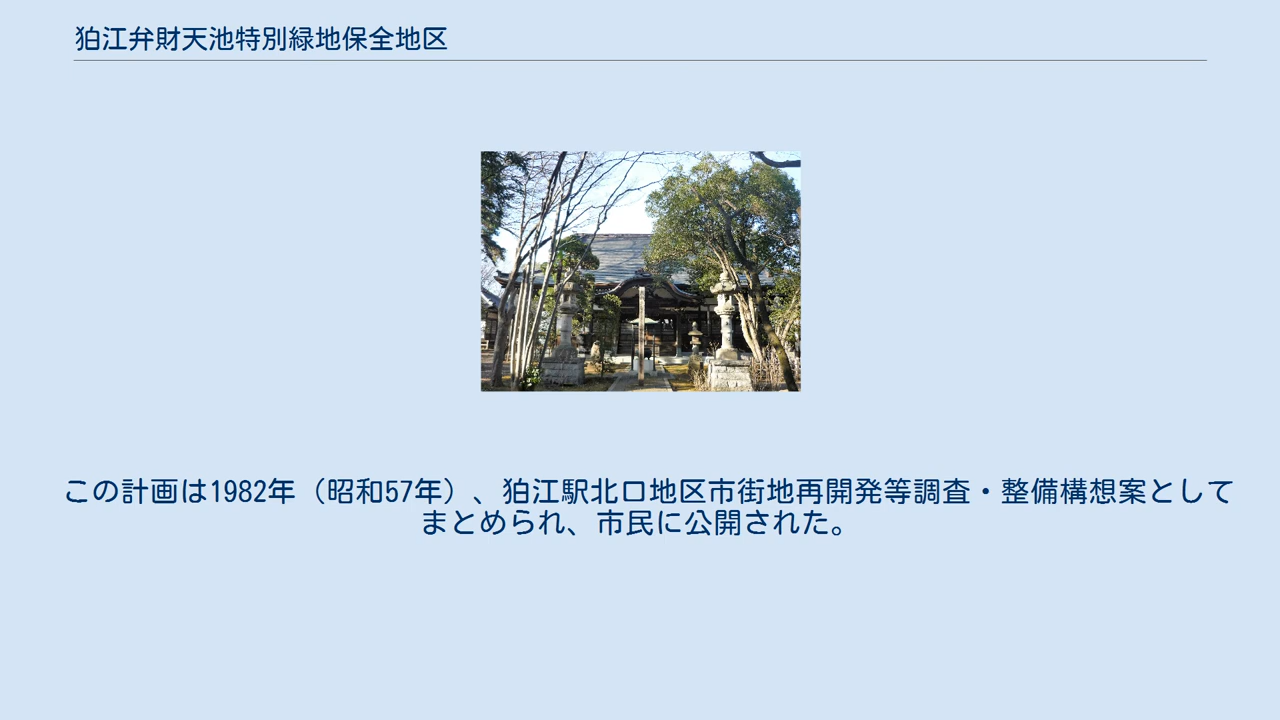 狛江弁財天池特別緑地保全地区
この計画は1982年（昭和57年）、狛江駅北口地区市街地再開発等調査・整備構想案として
まとめられ、市民に公開された。